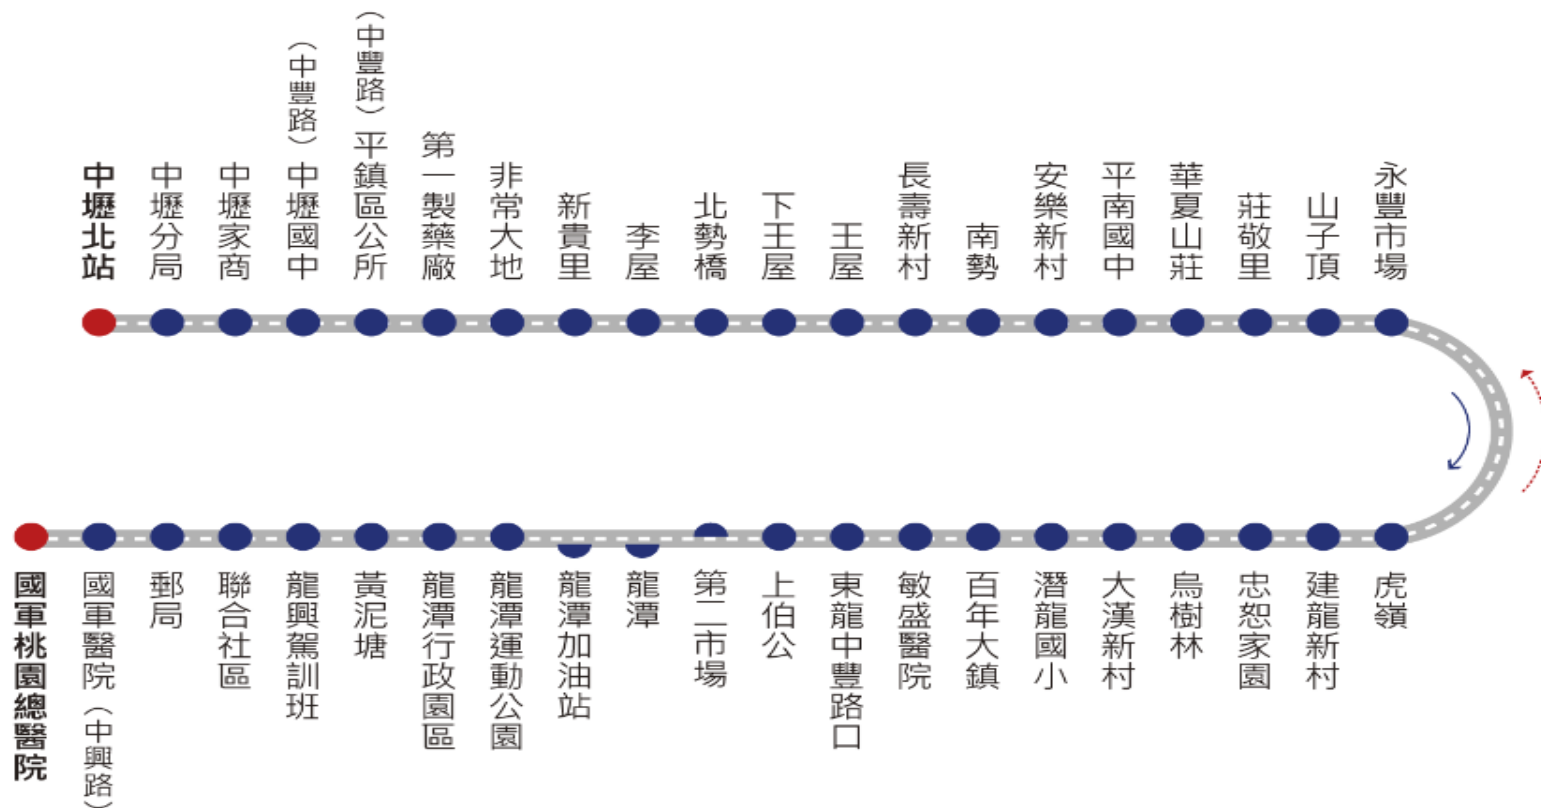 中壢北站
中壢分局
中壢家商
（中豐路）中壢國中
（中豐路）平鎮區公所
第一製藥廠
非常大地
新貴里
李屋
北勢橋
下王屋
王屋
長壽新村
南勢
安樂新村
平南國中
華夏山莊
莊敬里
山子頂
永豐市場
國軍桃園總醫院
國軍醫院（中興路）
郵局
聯合社區
龍興駕訓班
黃泥塘
龍潭行政園區
龍潭運動公園
龍潭加油站
龍潭
第二市場
上伯公
東龍中豐路口
敏盛醫院
百年大鎮
潛龍國小
大漢新村
烏樹林
忠恕家園
建龍新村
虎嶺